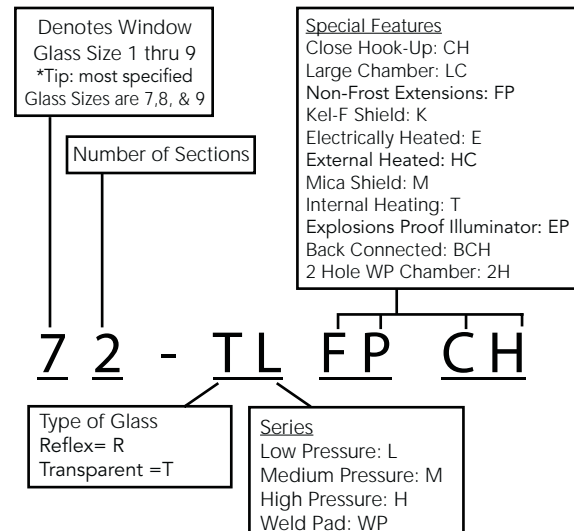 Denotes Window
Glass Size 1 thru 9
*Tip: most specified
Glass Sizes are 7,8, & 9
Number of Sections
Special Features
Close Hook-Up: CH
Large Chamber: LC
Non-Frost Extensions: FP
Kel-F Shield: K
Electrically Heated: E
External Heated: HC
Mica Shield: M
Internal Heating: T
Explosions Proof Illuminator: EP
Back Connected: BCH
2 Hole WP Chamber: 2H
7 2 - TL FP CH
Type of Glass
Reflex= R
Transparent =T
Series
Low Pressure: L
Medium Pressure: M
High Pressure: H
Weld Pad: WP